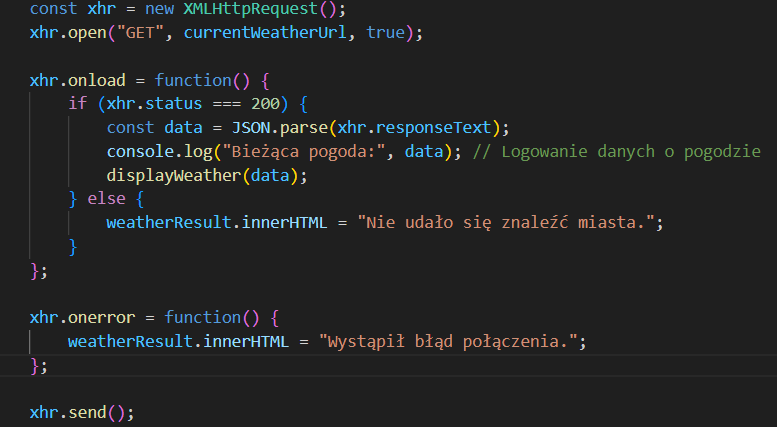 const xhr = new XMLHttpRequest();
xhr.open("GET", currentWeatherUrl, true);
xhr.onload = function() {
if (xhr.status === 200) {
const data = JSON.parse(xhr.responseText);
console.log("Bieżąca pogoda:", data); // Logowanie danych o pogodzie
displayWeather(data);
} else {
weatherResult.innerHTML = "Nie udało się znaleźć miasta.";
}
};
xhr.onerror = function() {
weatherResult.innerHTML = "Wystąpił błąd połączenia.";
};
xhr.send();